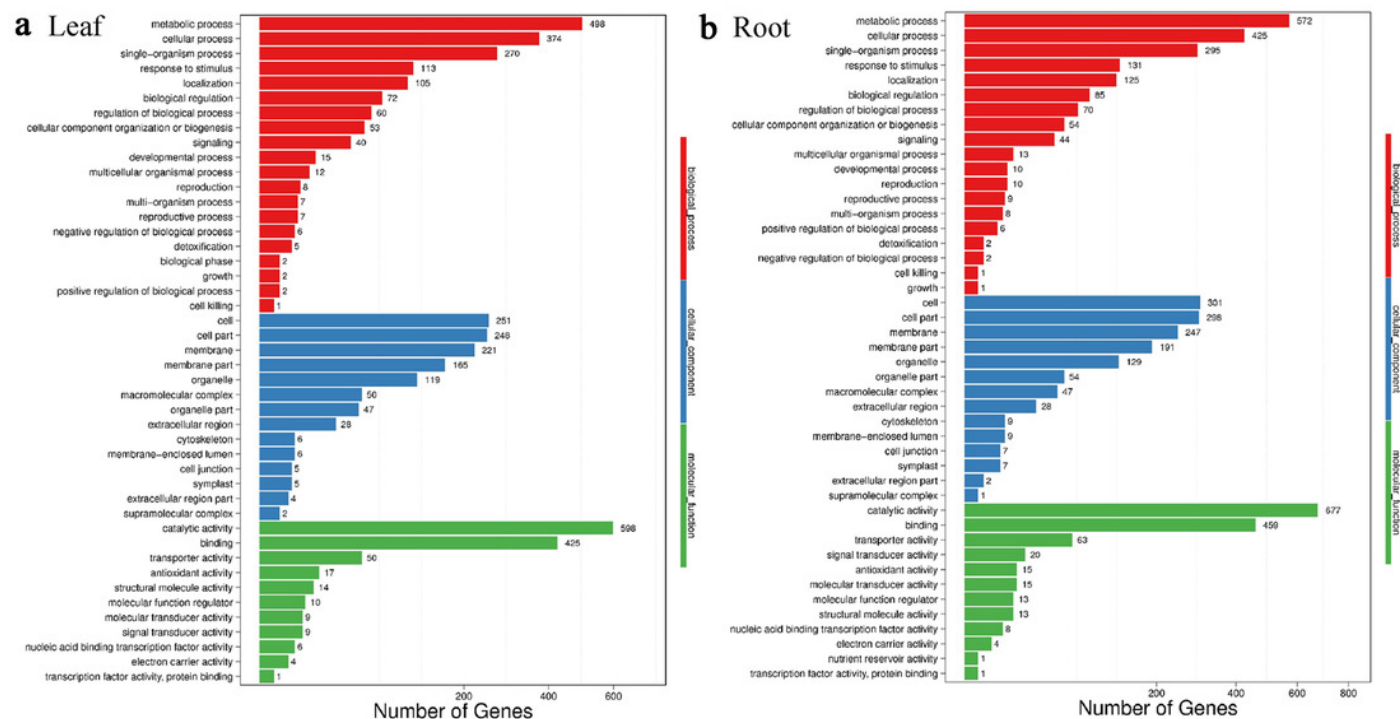 a Leaf
metabolic process 498
cellular process 374
single-organism process 270
response to stimulus 113
localization 105
biological regulation 72
regulation of biological process 60
cellular component organization or biogenesis 53
signaling 40
developmental process 15
multicellular organismal process 12
reproduction 8
multi-organism process 7
reproductive process 7
negative regulation of biological process 6
detoxification 5
biological phase 2
growth 2
positive regulation of biological process 2
cell killing 1
cell 251
cell part 248
membrane 221
membrane part 165
organelle 119
macromolecular complex 50
organelle part 47
extracellular region 28
cytoskeleton 6
membrane-enclosed lumen 6
cell junction 5
symplast 5
extracellular region part 4
supramolecular complex 2
catalytic activity 598
binding 425
transporter activity 50
antioxidant activity 17
structural molecule activity 14
molecular function regulator 10
molecular transducer activity 9
signal transducer activity 9
nucleic acid binding transcription factor activity 6
electron carrier activity 4
transcription factor activity, protein binding 1
200 400 600
Number of Genes
biological_process
cellular_component
molecular_function
b Root
metabolic process 572
cellular process 425
single-organism process 295
response to stimulus 131
localization 125
biological regulation 85
regulation of biological process 70
cellular component organization or biogenesis 54
signaling 44
multicellular organismal process 13
developmental process 10
reproduction 10
reproductive process 9
multi-organism process 8
positive regulation of biological process 6
detoxification 2
negative regulation of biological process 2
cell killing 1
growth 1
cell 301
cell part 298
membrane 247
membrane part 191
organelle 129
organelle part 54
macromolecular complex 47
extracellular region 28
cytoskeleton 9
membrane-enclosed lumen 9
cell junction 7
symplast 7
extracellular region part 2
supramolecular complex 1
catalytic activity 677
binding 459
transporter activity 63
signal transducer activity 20
antioxidant activity 15
molecular transducer activity 15
molecular function regulator 13
structural molecule activity 13
nucleic acid binding transcription factor activity 8
electron carrier activity 4
nutrient reservoir activity 1
transcription factor activity, protein binding 1
200 400 600 800
Number of Genes
biological_process
cellular_component
molecular_function